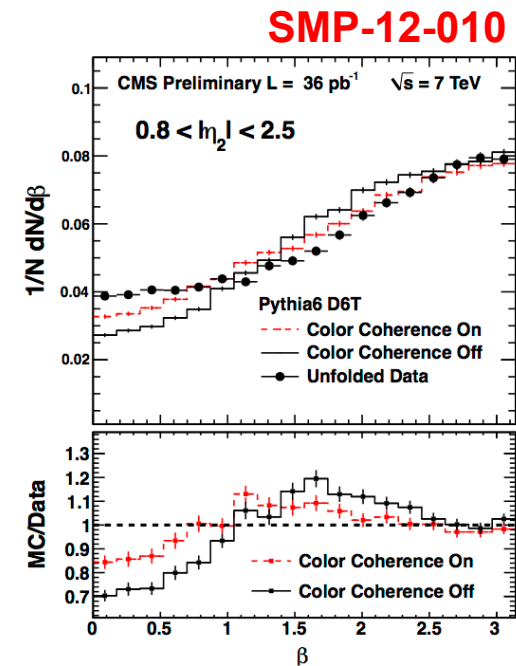 SMP-12-010
CMS Preliminary L = 36 pb⁻¹ √s = 7 TeV
0.8 < |η₂| < 2.5
0.1
0.08
0.06
0.04
0.02
1/N dN/dβ
Pythia6 D6T
Color Coherence On
Color Coherence Off
Unfolded Data
1.3
1.2
1.1
1
0.9
0.8
0.7
MC/Data
Color Coherence On
Color Coherence Off
0 0.5 1 1.5 2 2.5 3
β